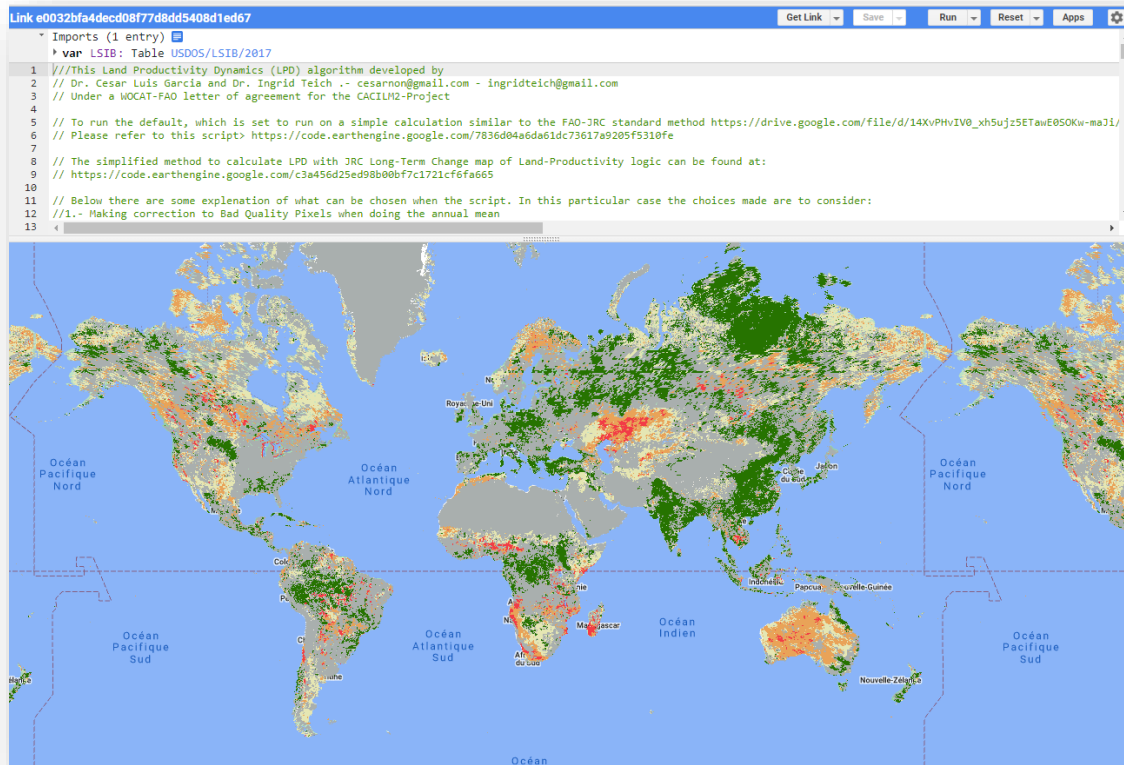 Link e0032bfa4decd08f77d8dd5408d1ed67
Get Link
Save
Run
Reset
Apps
Imports (1 entry)
var LSIB: Table USDOS/LSIB/2017
1 ///This Land Productivity Dynamics (LPD) algorithm developed by
2 // Dr. Cesar Luis Garcia and Dr. Ingrid Teich .- cesarnon@gmail.com - ingridteich@gmail.com
3 // Under a WOCAT-FAO letter of agreement for the CACILM2-Project
4
5 // To run the default, which is set to run on a simple calculation similar to the FAO-JRC standard method https://drive.google.com/file/d/14XvPHvIV0_xh5ujz5ETawE0SOKw-maJi/
6 // Please refer to this script> https://code.earthengine.google.com/7836d04a6da61dc73617a9205f5310fe
7
8 // The simplified method to calculate LPD with JRC Long-Term Change map of Land-Productivity logic can be found at:
9 // https://code.earthengine.google.com/c3a456d25ed98b00bf7c1721cf6fa665
10
11 // Below there are some explenation of what can be chosen when the script. In this particular case the choices made are to consider:
12 //1.- Making correction to Bad Quality Pixels when doing the annual mean
13
Royaume-Uni
Océan
Pacifique
Nord
Océan
Atlantique
Nord
Corée
du Sud
Japon
Océan
Pacifique
Nord
Indonésie
Papouasie-Nouvelle-Guinée
Océan
Pacifique
Sud
Océan
Atlantique
Sud
Madagascar
Océan
Indien
Océan
Pacifique
Sud
Afrique
du Sud
Nouvelle-Zélande
Océan